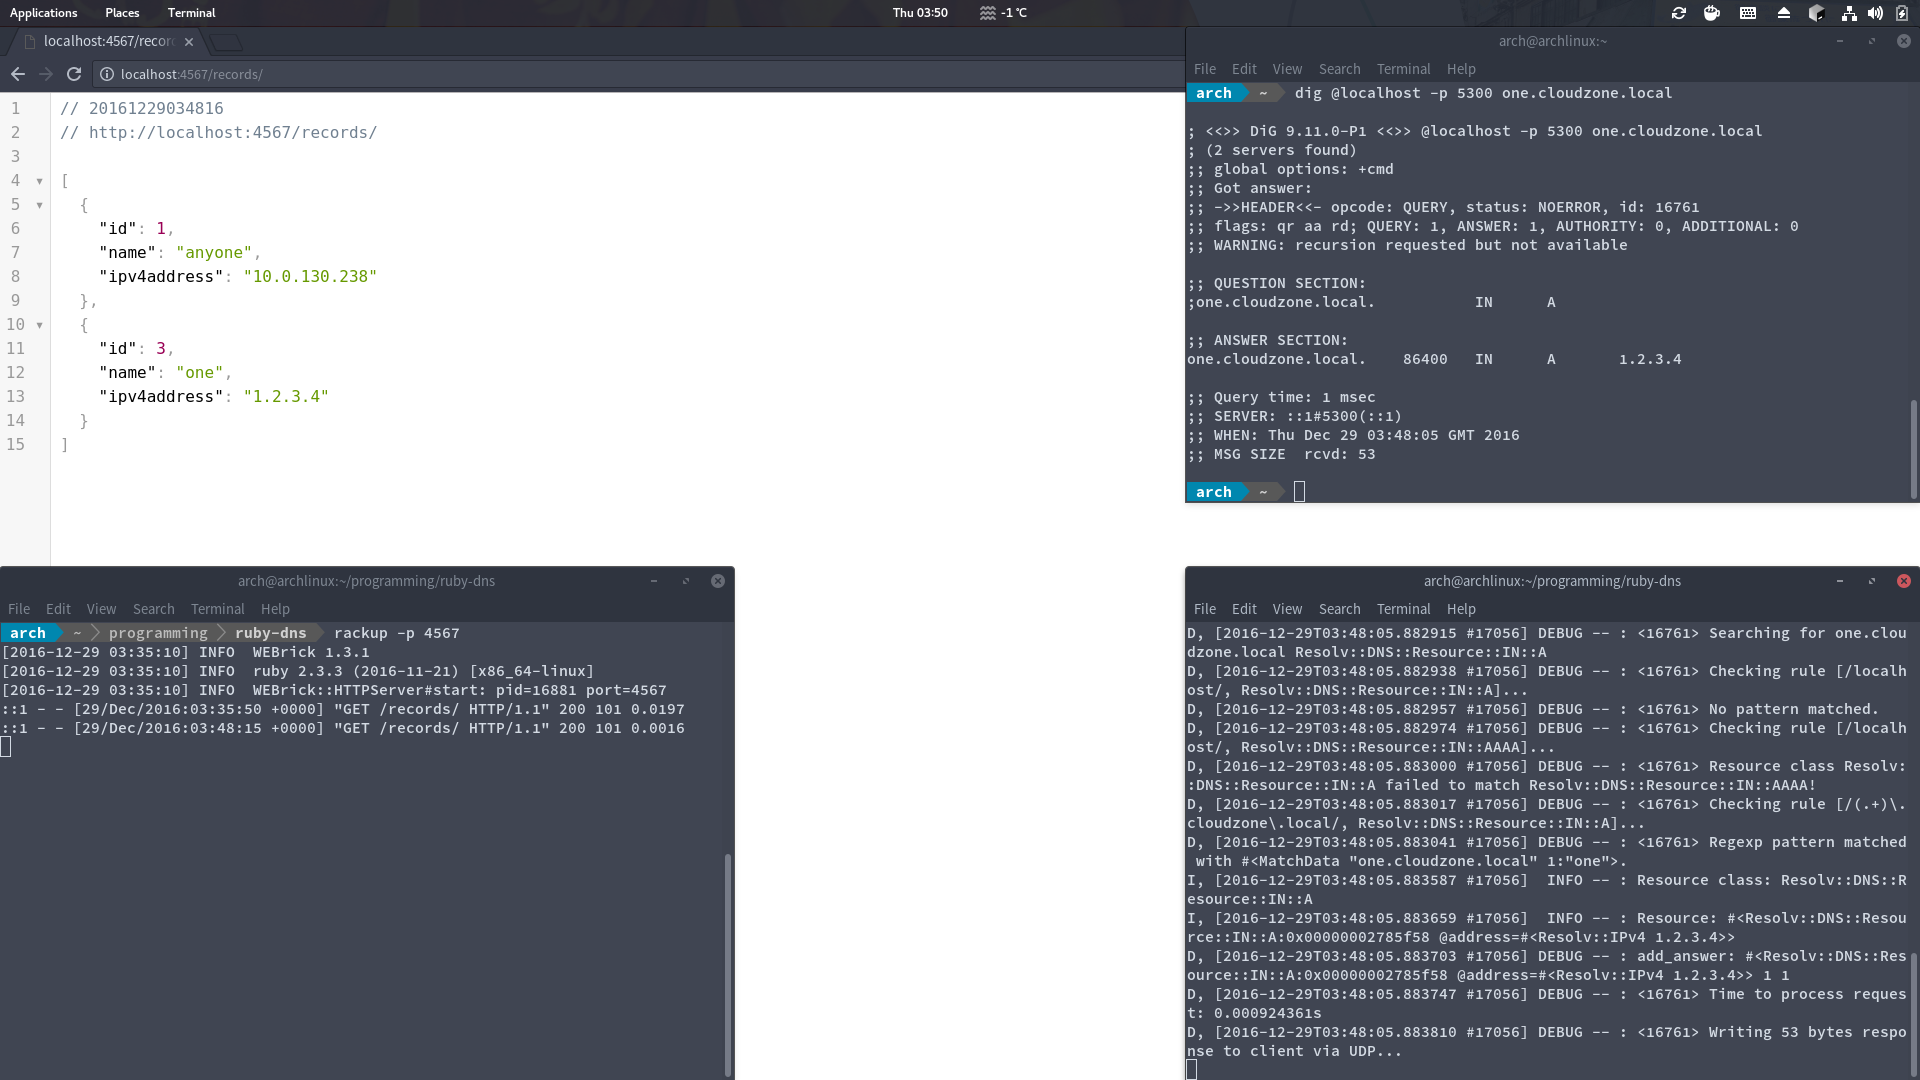 Applications Places Terminal Thu 03:50 -1 ℃
localhost:4567/recor
localhost:4567/records/
1 // 20161229034816
2 // http://localhost:4567/records/
3
4 [
5 {
6 "id": 1,
7 "name": "anyone",
8 "ipv4address": "10.0.130.238"
9 },
10 {
11 "id": 3,
12 "name": "one",
13 "ipv4address": "1.2.3.4"
14 }
15 ]
arch@archlinux:~
File Edit View Search Terminal Help
arch ~ dig @localhost -p 5300 one.cloudzone.local
; <<>> DiG 9.11.0-P1 <<>> @localhost -p 5300 one.cloudzone.local
; (2 servers found)
;; global options: +cmd
;; Got answer:
;; ->>HEADER<<- opcode: QUERY, status: NOERROR, id: 16761
;; flags: qr aa rd; QUERY: 1, ANSWER: 1, AUTHORITY: 0, ADDITIONAL: 0
;; WARNING: recursion requested but not available
;; QUESTION SECTION:
;one.cloudzone.local. IN A
;; ANSWER SECTION:
one.cloudzone.local. 86400 IN A 1.2.3.4
;; Query time: 1 msec
;; SERVER: ::1#5300(::1)
;; WHEN: Thu Dec 29 03:48:05 GMT 2016
;; MSG SIZE rcvd: 53
arch ~
arch@archlinux:~/programming/ruby-dns
File Edit View Search Terminal Help
arch ~ programming ruby-dns rackup -p 4567
[2016-12-29 03:35:10] INFO  WEBrick 1.3.1
[2016-12-29 03:35:10] INFO  ruby 2.3.3 (2016-11-21) [x86_64-linux]
[2016-12-29 03:35:10] INFO  WEBrick::HTTPServer#start: pid=16881 port=4567
::1 - - [29/Dec/2016:03:35:50 +0000] "GET /records/ HTTP/1.1" 200 101 0.0197
::1 - - [29/Dec/2016:03:48:15 +0000] "GET /records/ HTTP/1.1" 200 101 0.0016
arch@archlinux:~/programming/ruby-dns
File Edit View Search Terminal Help
D, [2016-12-29T03:48:05.882915 #17056] DEBUG -- : <16761> Searching for one.clou
dzone.local Resolv::DNS::Resource::IN::A
D, [2016-12-29T03:48:05.882938 #17056] DEBUG -- : <16761> Checking rule [/localh
ost/, Resolv::DNS::Resource::IN::A]...
D, [2016-12-29T03:48:05.882957 #17056] DEBUG -- : <16761> No pattern matched.
D, [2016-12-29T03:48:05.882974 #17056] DEBUG -- : <16761> Checking rule [/localh
ost/, Resolv::DNS::Resource::IN::AAAA]...
D, [2016-12-29T03:48:05.883000 #17056] DEBUG -- : <16761> Resource class Resolv:
:DNS::Resource::IN::A failed to match Resolv::DNS::Resource::IN::AAAA!
D, [2016-12-29T03:48:05.883017 #17056] DEBUG -- : <16761> Checking rule [/(.+)\.
cloudzone\.local/, Resolv::DNS::Resource::IN::A]...
D, [2016-12-29T03:48:05.883041 #17056] DEBUG -- : <16761> Regexp pattern matched
 with #<MatchData "one.cloudzone.local" 1:"one">.
I, [2016-12-29T03:48:05.883587 #17056]  INFO -- : Resource class: Resolv::DNS::R
esource::IN::A
I, [2016-12-29T03:48:05.883659 #17056]  INFO -- : Resource: #<Resolv::DNS::Resou
rce::IN::A:0x00000002785f58 @address=#<Resolv::IPv4 1.2.3.4>>
D, [2016-12-29T03:48:05.883703 #17056] DEBUG -- : add_answer: #<Resolv::DNS::Res
ource::IN::A:0x00000002785f58 @address=#<Resolv::IPv4 1.2.3.4>> 1 1
D, [2016-12-29T03:48:05.883747 #17056] DEBUG -- : <16761> Time to process reques
t: 0.000924361s
D, [2016-12-29T03:48:05.883810 #17056] DEBUG -- : <16761> Writing 53 bytes respo
nse to client via UDP...